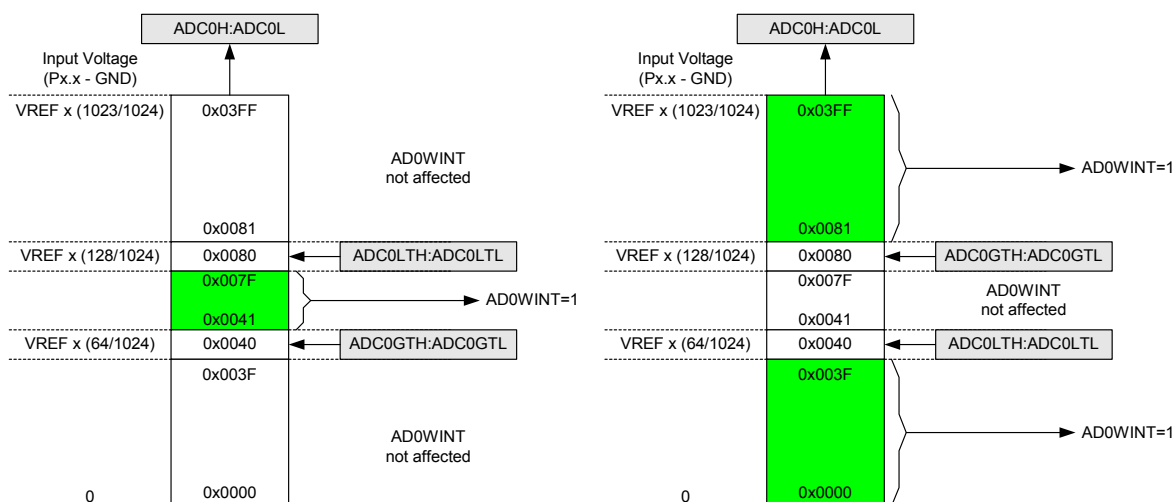 ADC0H:ADC0L
Input Voltage
(Px.x - GND)
VREF x (1023/1024)
0x03FF
AD0WINT
not affected
0x0081
VREF x (128/1024)
0x0080
ADC0LTH:ADC0LTL
0x007F
AD0WINT=1
0x0041
VREF x (64/1024)
0x0040
ADC0GTH:ADC0GTL
0x003F
AD0WINT
not affected
0
0x0000
ADC0H:ADC0L
Input Voltage
(Px.x - GND)
VREF x (1023/1024)
0x03FF
AD0WINT=1
0x0081
VREF x (128/1024)
0x0080
ADC0GTH:ADC0GTL
0x007F
AD0WINT
not affected
0x0041
VREF x (64/1024)
0x0040
ADC0LTH:ADC0LTL
0x003F
AD0WINT=1
0
0x0000